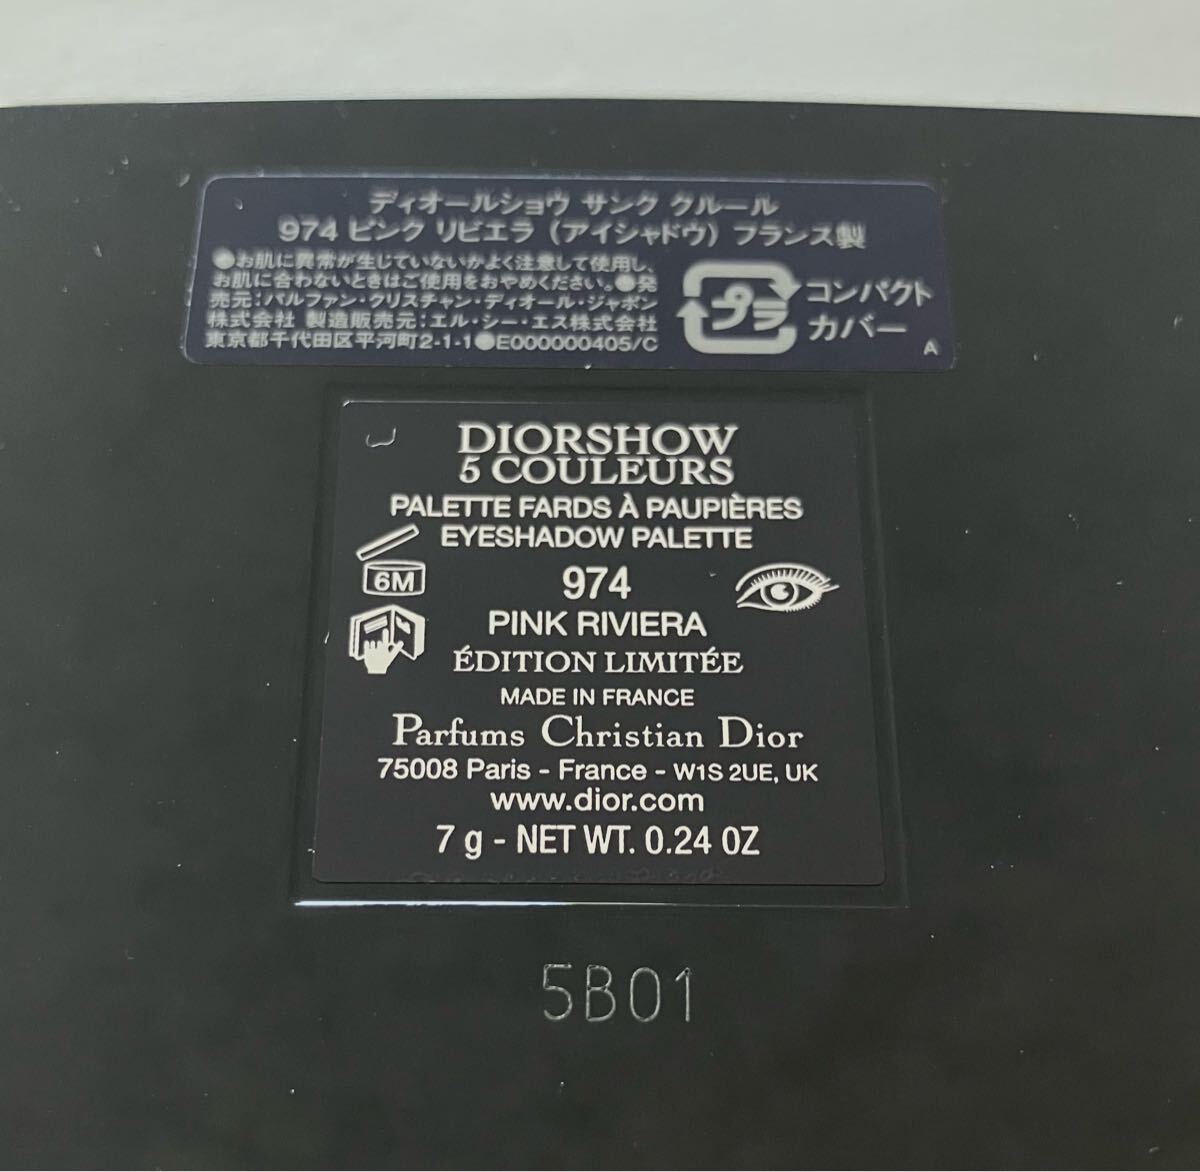 ディオールショウ サンク クルール
974 ピンク リビエラ (アイシャドウ) フランス製
●お肌に異常が生じていないかよく注意して使用し、
お肌に合わないときはご使用をおやめください。●発
売元:パルファン・クリスチャン・ディオール・ジャポン
株式会社 製造販売元:エル・シー・エス株式会社
東京都千代田区平河町2-1-1●E000000405/C
プラ
コンパクト
カバー
A
DIORSHOW
5 COULEURS
PALETTE FARDS À PAUPIÈRES
EYESHADOW PALETTE
6M
974
PINK RIVIERA
ÉDITION LIMITÉE
MADE IN FRANCE
Parfums Christian Dior
75008 Paris - France - W1S 2UE, UK
www.dior.com
7 g - NET WT. 0.24 OZ
5B01